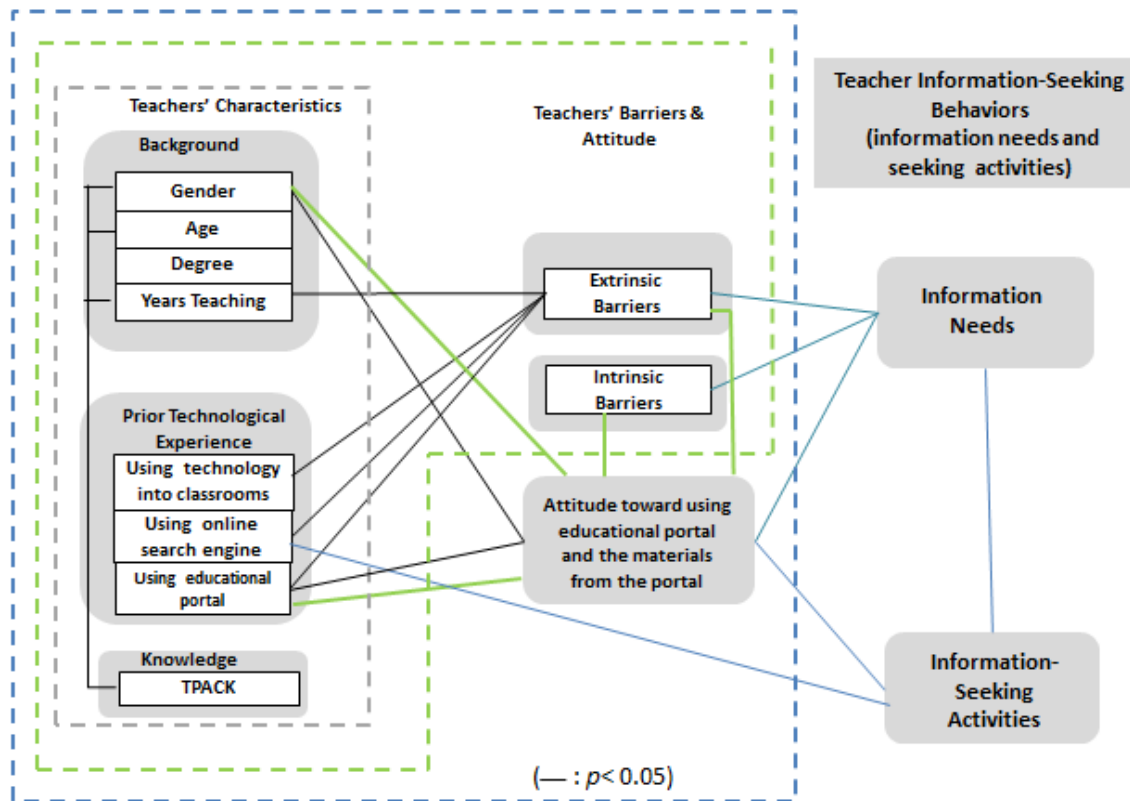 Teachers' Characteristics
Background
Gender
Age
Degree
Years Teaching
Prior Technological
Experience
Using technology
into classrooms
Using online
search engine
Using educational
portal
Knowledge
TPACK
Teachers' Barriers &
Attitude
Extrinsic
Barriers
Intrinsic
Barriers
Attitude toward using
educational portal
and the materials
from the portal
(— : p< 0.05)
Teacher Information-Seeking
Behaviors
(information needs and
seeking activities)
Information
Needs
Information-
Seeking
Activities